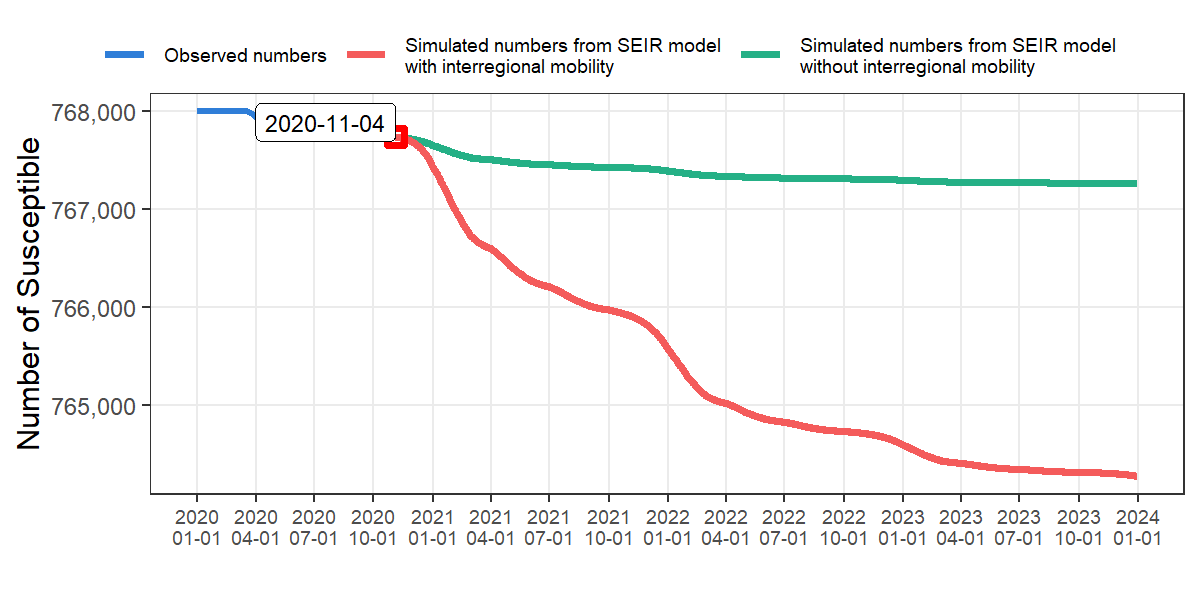 Observed numbers
Simulated numbers from SEIR model
with interregional mobility
Simulated numbers from SEIR model
without interregional mobility
Number of Susceptible
768,000
767,000
766,000
765,000
2020-11-04
2020 2020 2020 2020 2021 2021 2021 2021 2022 2022 2022 2022 2023 2023 2023 2023 2024
01-01 04-01 07-01 10-01 01-01 04-01 07-01 10-01 01-01 04-01 07-01 10-01 01-01 04-01 07-01 10-01 01-01